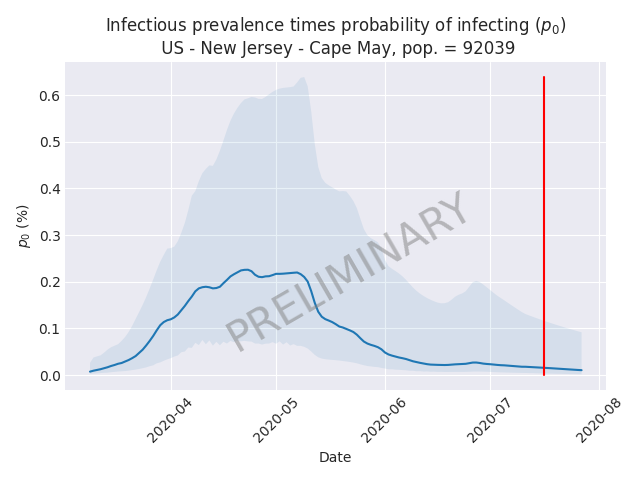 Infectious prevalence times probability of infecting (p₀)
US - New Jersey - Cape May, pop. = 92039
0.6
0.5
0.4
0.3
0.2
0.1
0.0
p₀ (%)
PRELIMINARY
2020-04
2020-05
2020-06
2020-07
2020-08
Date